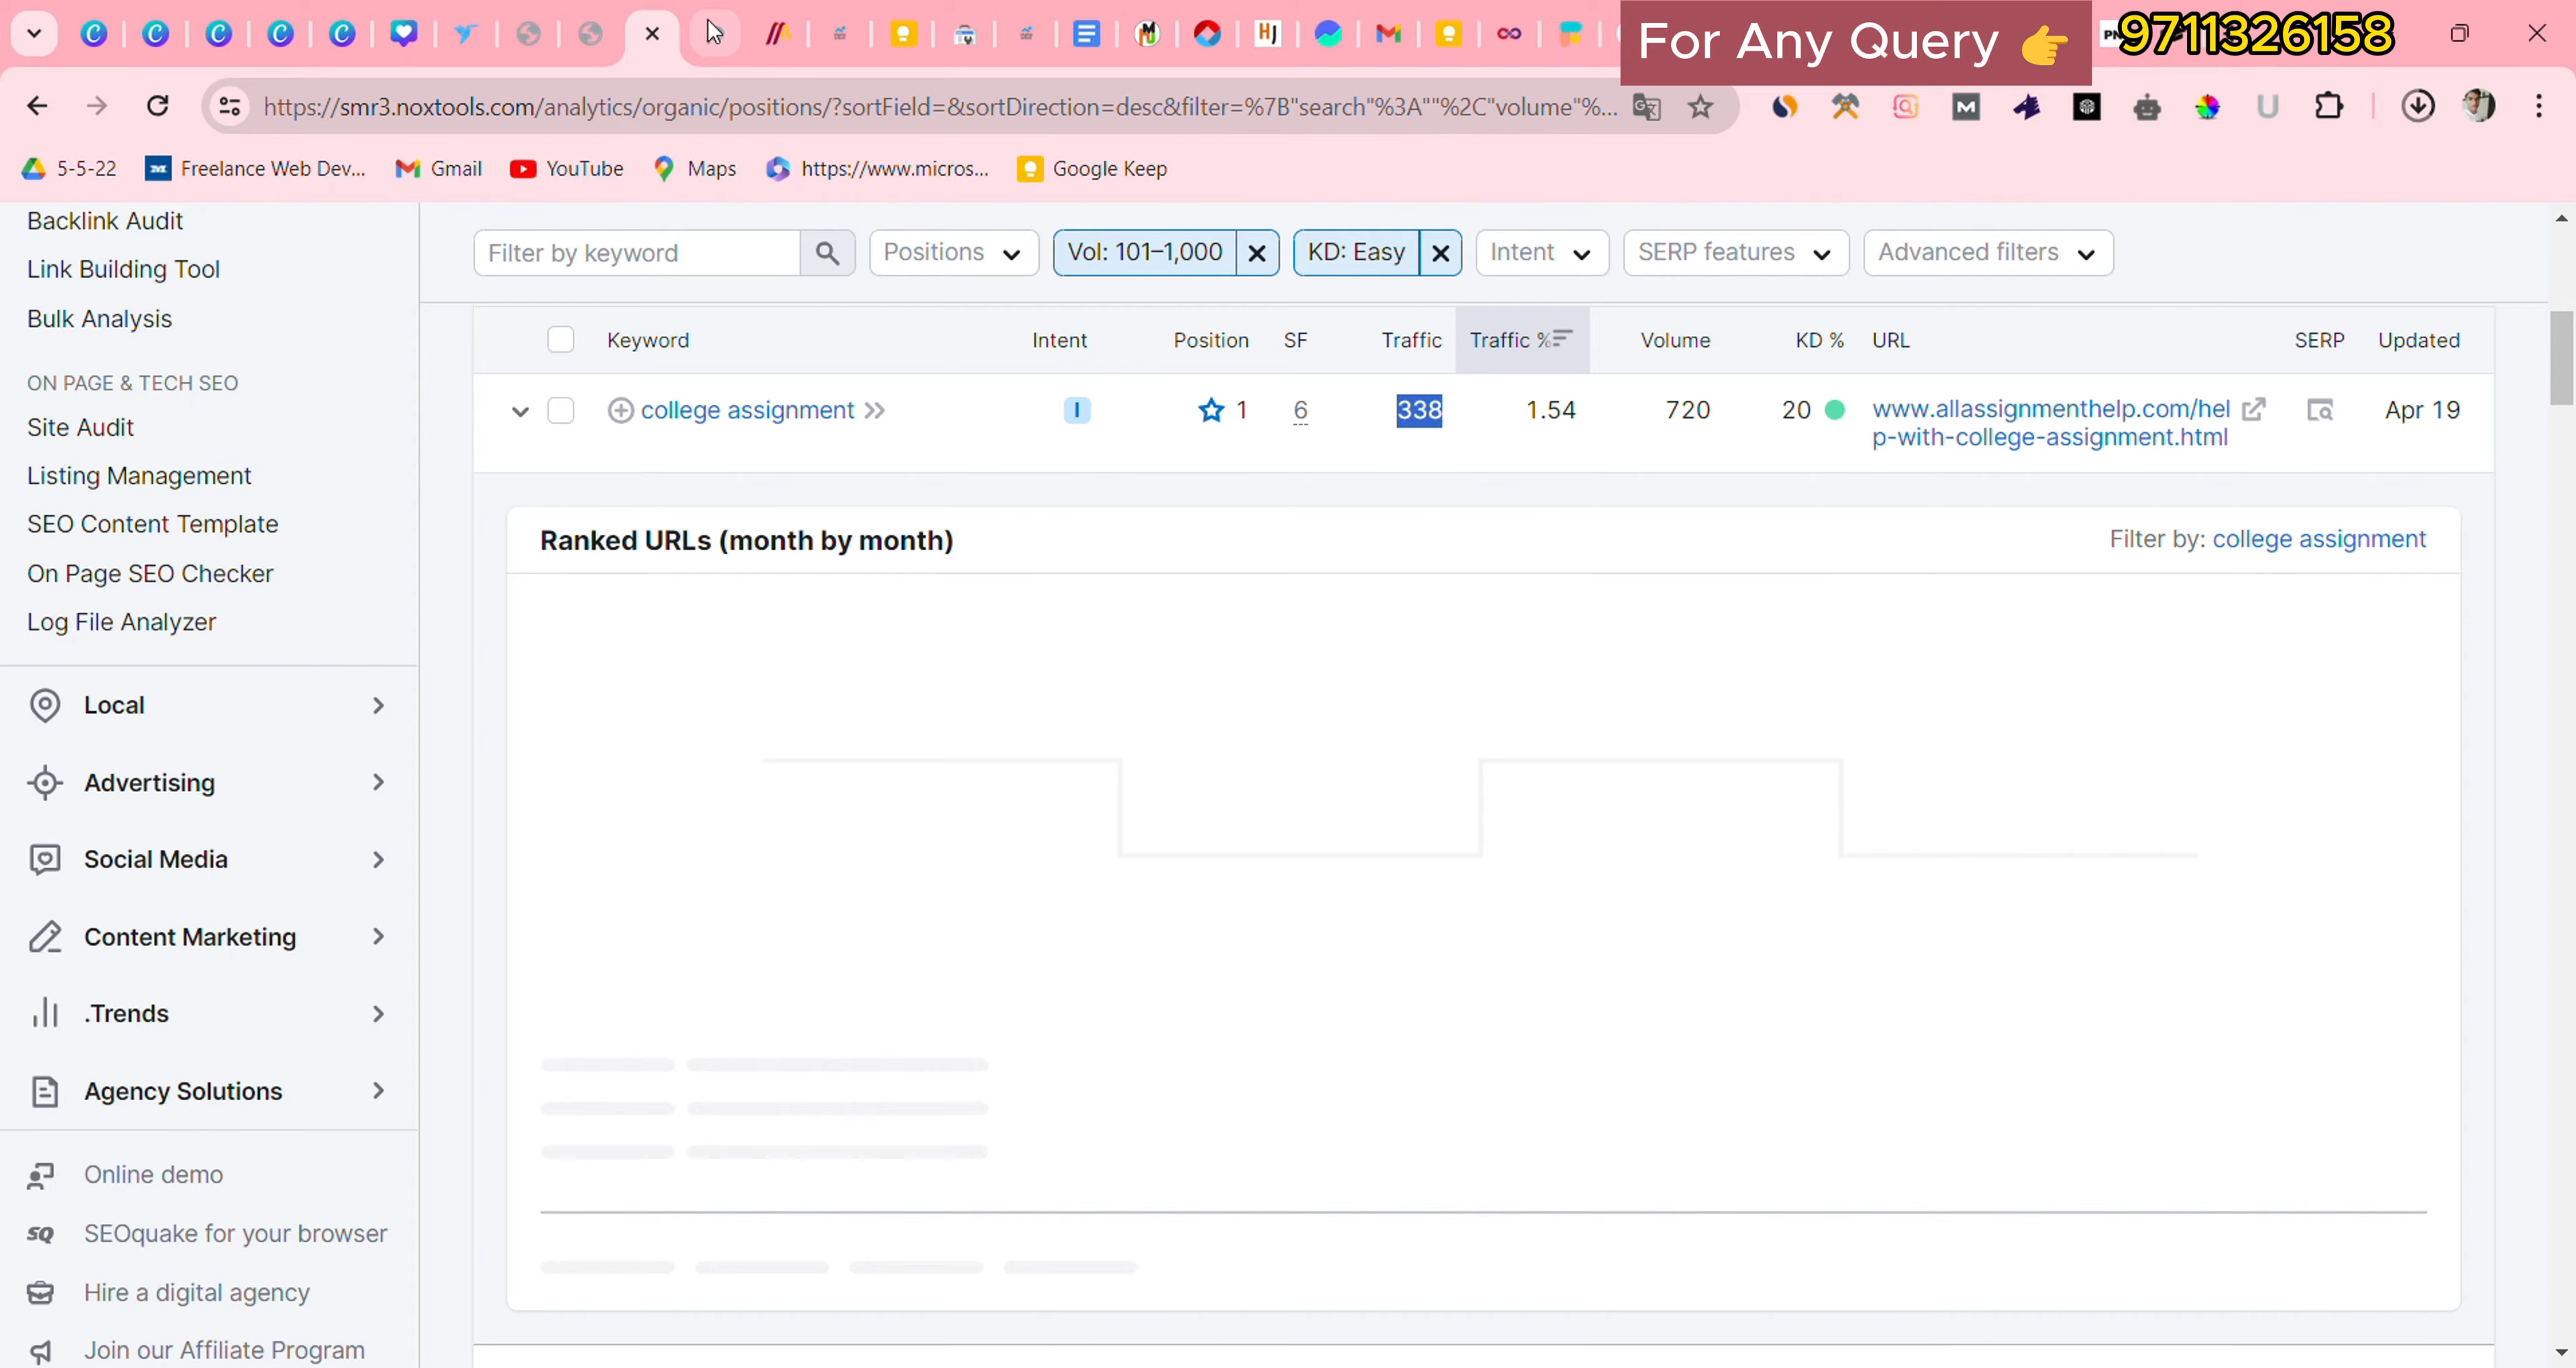 For Any Query 👉 9711326158
HJ
https://smr3.noxtools.com/analytics/organic/positions/?sortField=&sortDirection=desc&filter=%7B"search"%3A""%2C"volume"%...
5-5-22
Freelance Web Dev...
Gmail
YouTube
Maps
https://www.micros...
Google Keep
Backlink Audit
Link Building Tool
Bulk Analysis
ON PAGE & TECH SEO
Site Audit
Listing Management
SEO Content Template
On Page SEO Checker
Log File Analyzer
Local
Advertising
Social Media
Content Marketing
.Trends
Agency Solutions
Online demo
SEOquake for your browser
Hire a digital agency
Join our Affiliate Program
Filter by keyword
Positions
Vol: 101–1,000
KD: Easy
Intent
SERP features
Advanced filters
Keyword Intent Position SF Traffic Traffic % Volume KD % URL SERP Updated
college assignment I 1 6 338 1.54 720 20 www.allassignmenthelp.com/hel Apr 19
p-with-college-assignment.html
Ranked URLs (month by month)
Filter by: college assignment